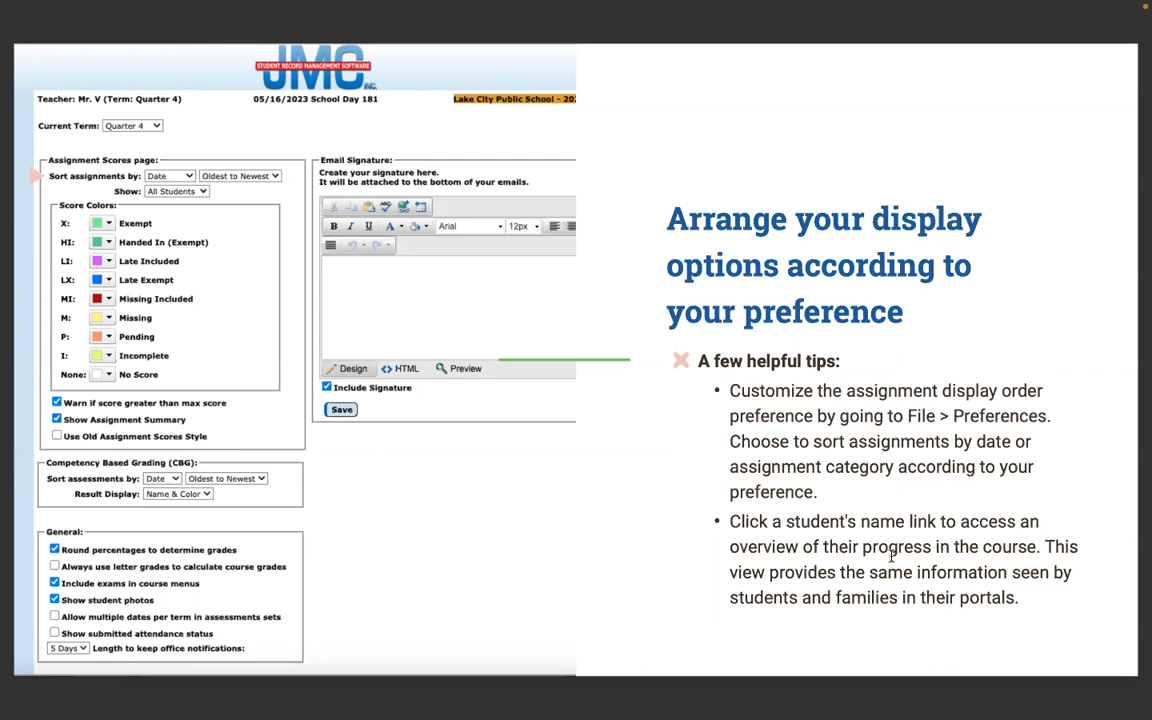 JMC
STUDENT RECORD MANAGEMENT SOFTWARE
INC.
Teacher: Mr. V (Term: Quarter 4)
05/16/2023 School Day 181
Lake City Public School - 20
Current Term: Quarter 4
Assignment Scores page:
Sort assignments by: Date Oldest to Newest
Show: All Students
Score Colors:
X: Exempt
HI: Handed In (Exempt)
LI: Late Included
LX: Late Exempt
MI: Missing Included
M: Missing
P: Pending
I: Incomplete
None: No Score
Warn if score greater than max score
Show Assignment Summary
Use Old Assignment Scores Style
Competency Based Grading (CBG):
Sort assessments by: Date Oldest to Newest
Result Display: Name & Color
General:
Round percentages to determine grades
Always use letter grades to calculate course grades
Include exams in course menus
Show student photos
Allow multiple dates per term in assessments sets
Show submitted attendance status
5 Days Length to keep office notifications:
Email Signature:
Create your signature here.
It will be attached to the bottom of your emails.
B I U A Arial 12px
Design HTML Preview
Include Signature
Save
Arrange your display
options according to
your preference
A few helpful tips:
• Customize the assignment display order
preference by going to File > Preferences.
Choose to sort assignments by date or
assignment category according to your
preference.
• Click a student's name link to access an
overview of their progress in the course. This
view provides the same information seen by
students and families in their portals.